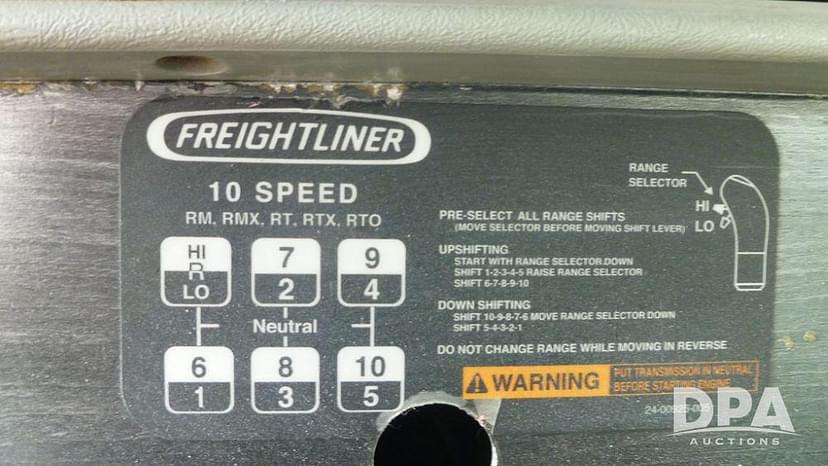 FREIGHTLINER
10 SPEED
RM, RMX, RT, RTX, RTO
HI
R
LO
7
2
9
4
Neutral
6
1
8
3
10
5
RANGE
SELECTOR
HI
LO
PRE-SELECT ALL RANGE SHIFTS
(MOVE SELECTOR BEFORE MOVING SHIFT LEVER)
UPSHIFTING
START WITH RANGE SELECTOR DOWN
SHIFT 1-2-3-4-5 RAISE RANGE SELECTOR
SHIFT 6-7-8-9-10
DOWN SHIFTING
SHIFT 10-9-8-7-6 MOVE RANGE SELECTOR DOWN
SHIFT 5-4-3-2-1
DO NOT CHANGE RANGE WHILE MOVING IN REVERSE
WARNING
PUT TRANSMISSION IN NEUTRAL
BEFORE STARTING ENGINE
24-00925-005
DPA
AUCTIONS